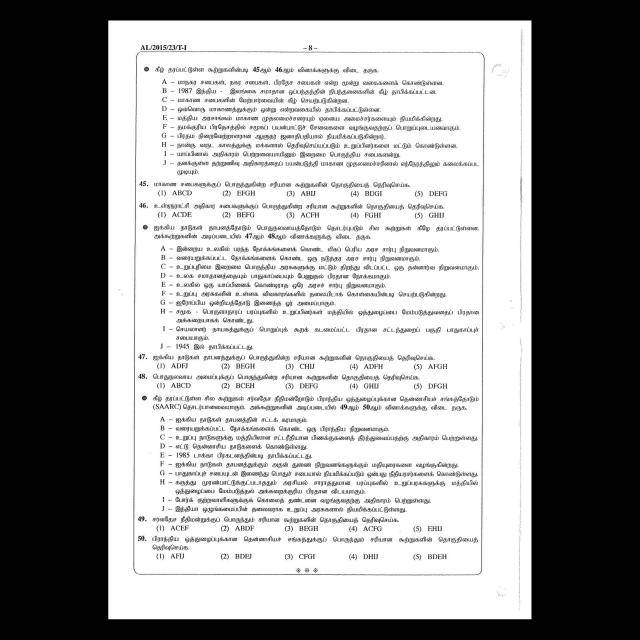 AL/2015/23/T-I
– 8 –
● கீழ் தரப்பட்டுள்ள கூற்றுகளின்படி 45ஆம் 46ஆம் வினாக்களுக்கு விடை தருக.
A – மாநகர சபைகள், நகர சபைகள், பிரதேச சபைகள் என்ற மூன்று வகைகளைக் கொண்டுள்ளன.
B – 1987 இந்திய - இலங்கை சமாதான ஒப்பந்தத்தின் நிபந்தனைகளின் கீழ் தாபிக்கப்பட்டன.
C – மாகாண சபைகளின் மேற்பார்வையின் கீழ் செயற்படுகின்றன.
D – ஒவ்வொரு மாகாணத்துக்கும் ஒன்று என்றவகையில் தாபிக்கப்பட்டுள்ளன.
E – மத்திய அரசாங்கம் மாகாண முதலமைச்சரையும் ஏனைய அமைச்சர்களையும் நியமிக்கின்றது.
F – தமக்குரிய பிரதேசத்தில் சமூகப் பயன்பாட்டுச் சேவைகளை வழங்குவதற்குப் பொறுப்புடையனவாகும்.
G – பிரதம நிறைவேற்றாளரான ஆளுநர் ஜனாதிபதியால் நியமிக்கப்படுகின்றார்.
H – நான்கு வருட காலத்துக்கு மக்களால் தெரிவுசெய்யப்படும் உறுப்பினர்களை மட்டும் கொண்டுள்ளன.
I – யாப்பினால் அதிகாரம் பெற்றவையாயினும் இறைமை பொருந்திய சபைகளன்று.
J – தனக்குள்ள தற்றுணிவு அதிகாரத்தைப் பயன்படுத்தி மாகாண முதலமைச்சரினால் எந்நேரத்திலும் கலைக்கப்பட
முடியும்.
45. மாகாண சபைகளுக்குப் பொருந்துகின்ற சரியான கூற்றுகளின் தொகுதியைத் தெரிவுசெய்க.
(1) ABCD (2) EFGH (3) ABIJ (4) BDGI (5) DEFG
46. உள்ளூராட்சி அதிகார சபைகளுக்குப் பொருந்துகின்ற சரியான கூற்றுகளின் தொகுதியைத் தெரிவுசெய்க.
(1) ACDE (2) BEFG (3) ACFH (4) FGHI (5) GHIJ
● ஐக்கிய நாடுகள் தாபனத்தோடும் பொதுநலவாயத்தோடும் தொடர்புபடும் சில கூற்றுகள் கீழே தரப்பட்டுள்ளன.
அக்கூற்றுகளின் அடிப்படையில் 47ஆம் 48ஆம் வினாக்களுக்கு விடை தருக.
A – இன்றைய உலகில் பரந்த நோக்கங்களைக் கொண்ட மிகப் பெரிய அரச சார்பு நிறுவனமாகும்.
B – வரையறுக்கப்பட்ட நோக்கங்களைக் கொண்ட ஒரு நடுத்தர அரச சார்பு நிறுவனமாகும்.
C – உறுப்புரிமை இறைமை பொருந்திய அரசுகளுக்கு மட்டும் திறந்து விடப்பட்ட ஒரு தன்னார்வ நிறுவனமாகும்.
D – உலக சமாதானத்தையும் பாதுகாப்பையும் பேணுதல் பிரதான நோக்கமாகும்.
E – உலகில் ஒரு யாப்பினைக் கொண்டிராத ஒரே அரசச் சார்பு நிறுவனமாகும்.
F – உறுப்பு அரசுகளின் உள்ளக விவகாரங்களில் தலையிடாக் கொள்கையின்படி செயற்படுகின்றது.
G – ஐரோப்பிய ஒன்றியத்தோடு இணைந்த ஓர் அமைப்பாகும்.
H – சமூக - பொருளாதாரப் பரப்புகளில் உறுப்பினர்கள் மத்தியில் ஒத்துழைப்பை மேம்படுத்துவதைப் பிரதான
அக்கறையாகக் கொண்டது.
I – செயலாளர் நாயகத்துக்குப் பொறுப்புக் கூறக் கடமைப்பட்ட பிரதான சட்டத்துறைப் பகுதி பாதுகாப்புச்
சபையாகும்.
J – 1945 இல் தாபிக்கப்பட்டது.
47. ஐக்கிய நாடுகள் தாபனத்துக்குப் பொருந்துகின்ற சரியான கூற்றுகளின் தொகுதியைத் தெரிவுசெய்க.
(1) ADFJ (2) BEGH (3) CHIJ (4) ADFH (5) AFGH
48. பொதுநலவாய அமைப்புக்குப் பொருந்துகின்ற சரியான கூற்றுகளின் தொகுதியைத் தெரிவுசெய்க.
(1) ABCD (2) BCEH (3) DEFG (4) GHIJ (5) DFGH
● கீழ் தரப்பட்டுள்ள சில கூற்றுகள் சர்வதேச நீதிமன்றோடும் பிராந்திய ஒத்துழைப்புக்கான தென்னாசியச் சங்கத்தோடும்
(SAARC) தொடர்பானவையாகும். அக்கூற்றுகளின் அடிப்படையில் 49ஆம் 50ஆம் வினாக்களுக்கு விடை தருக.
A – ஐக்கிய நாடுகள் தாபனத்தின் சட்டக் கரமாகும்.
B – வரையறுக்கப்பட்ட நோக்கங்களைக் கொண்ட ஒரு பிராந்திய நிறுவனமாகும்.
C – உறுப்பு நாடுகளுக்கு மத்தியிலான சட்டரீதியான பிணக்குகளைத் தீர்த்துவைப்பதற்கு அதிகாரம் பெற்றுள்ளது.
D – எட்டு தென்னாசிய நாடுகளைக் கொண்டுள்ளது.
E – 1985 டாக்கா பிரகடனத்தின்படி தாபிக்கப்பட்டது.
F – ஐக்கிய நாடுகள் தாபனத்துக்கும் அதன் துணை நிறுவனங்களுக்கும் மதியுரைகளை வழங்குகின்றது.
G – பாதுகாப்புச் சபையுடன் இணைந்து பொதுச் சபையால் நியமிக்கப்படும் ஒன்பது நீதியரசர்களைக் கொண்டுள்ளது.
H – கருத்து முரண்பாடுக்குட்படாததும் அரசியல் சாராததுமான பரப்புகளில் உறுப்பரசுகளுக்கு மத்தியில்
ஒத்துழைப்பை மேம்படுத்தல் அக்கறைக்குரிய பிரதான விடயமாகும்.
I – போர்க் குற்றவாளிகளுக்குக் கொலைத் தண்டனை வழங்குவதற்கு அதிகாரம் பெற்றுள்ளது.
J – இந்தியா ஒழுங்கமைப்பின் தலைவராக உறுப்பு அரசுகளால் நியமிக்கப்பட்டுள்ளது.
49. சர்வதேச நீதிமன்றுக்குப் பொருந்தும் சரியான கூற்றுகளின் தொகுதியைத் தெரிவுசெய்க.
(1) ACEF (2) ABDF (3) BEGH (4) ACFG (5) EHIJ
50. பிராந்திய ஒத்துழைப்புக்கான தென்னாசியச் சங்கத்துக்குப் பொருந்தும் சரியான கூற்றுகளின் தொகுதியைத்
தெரிவுசெய்க.
(1) AFIJ (2) BDEJ (3) CFGI (4) DHIJ (5) BDEH